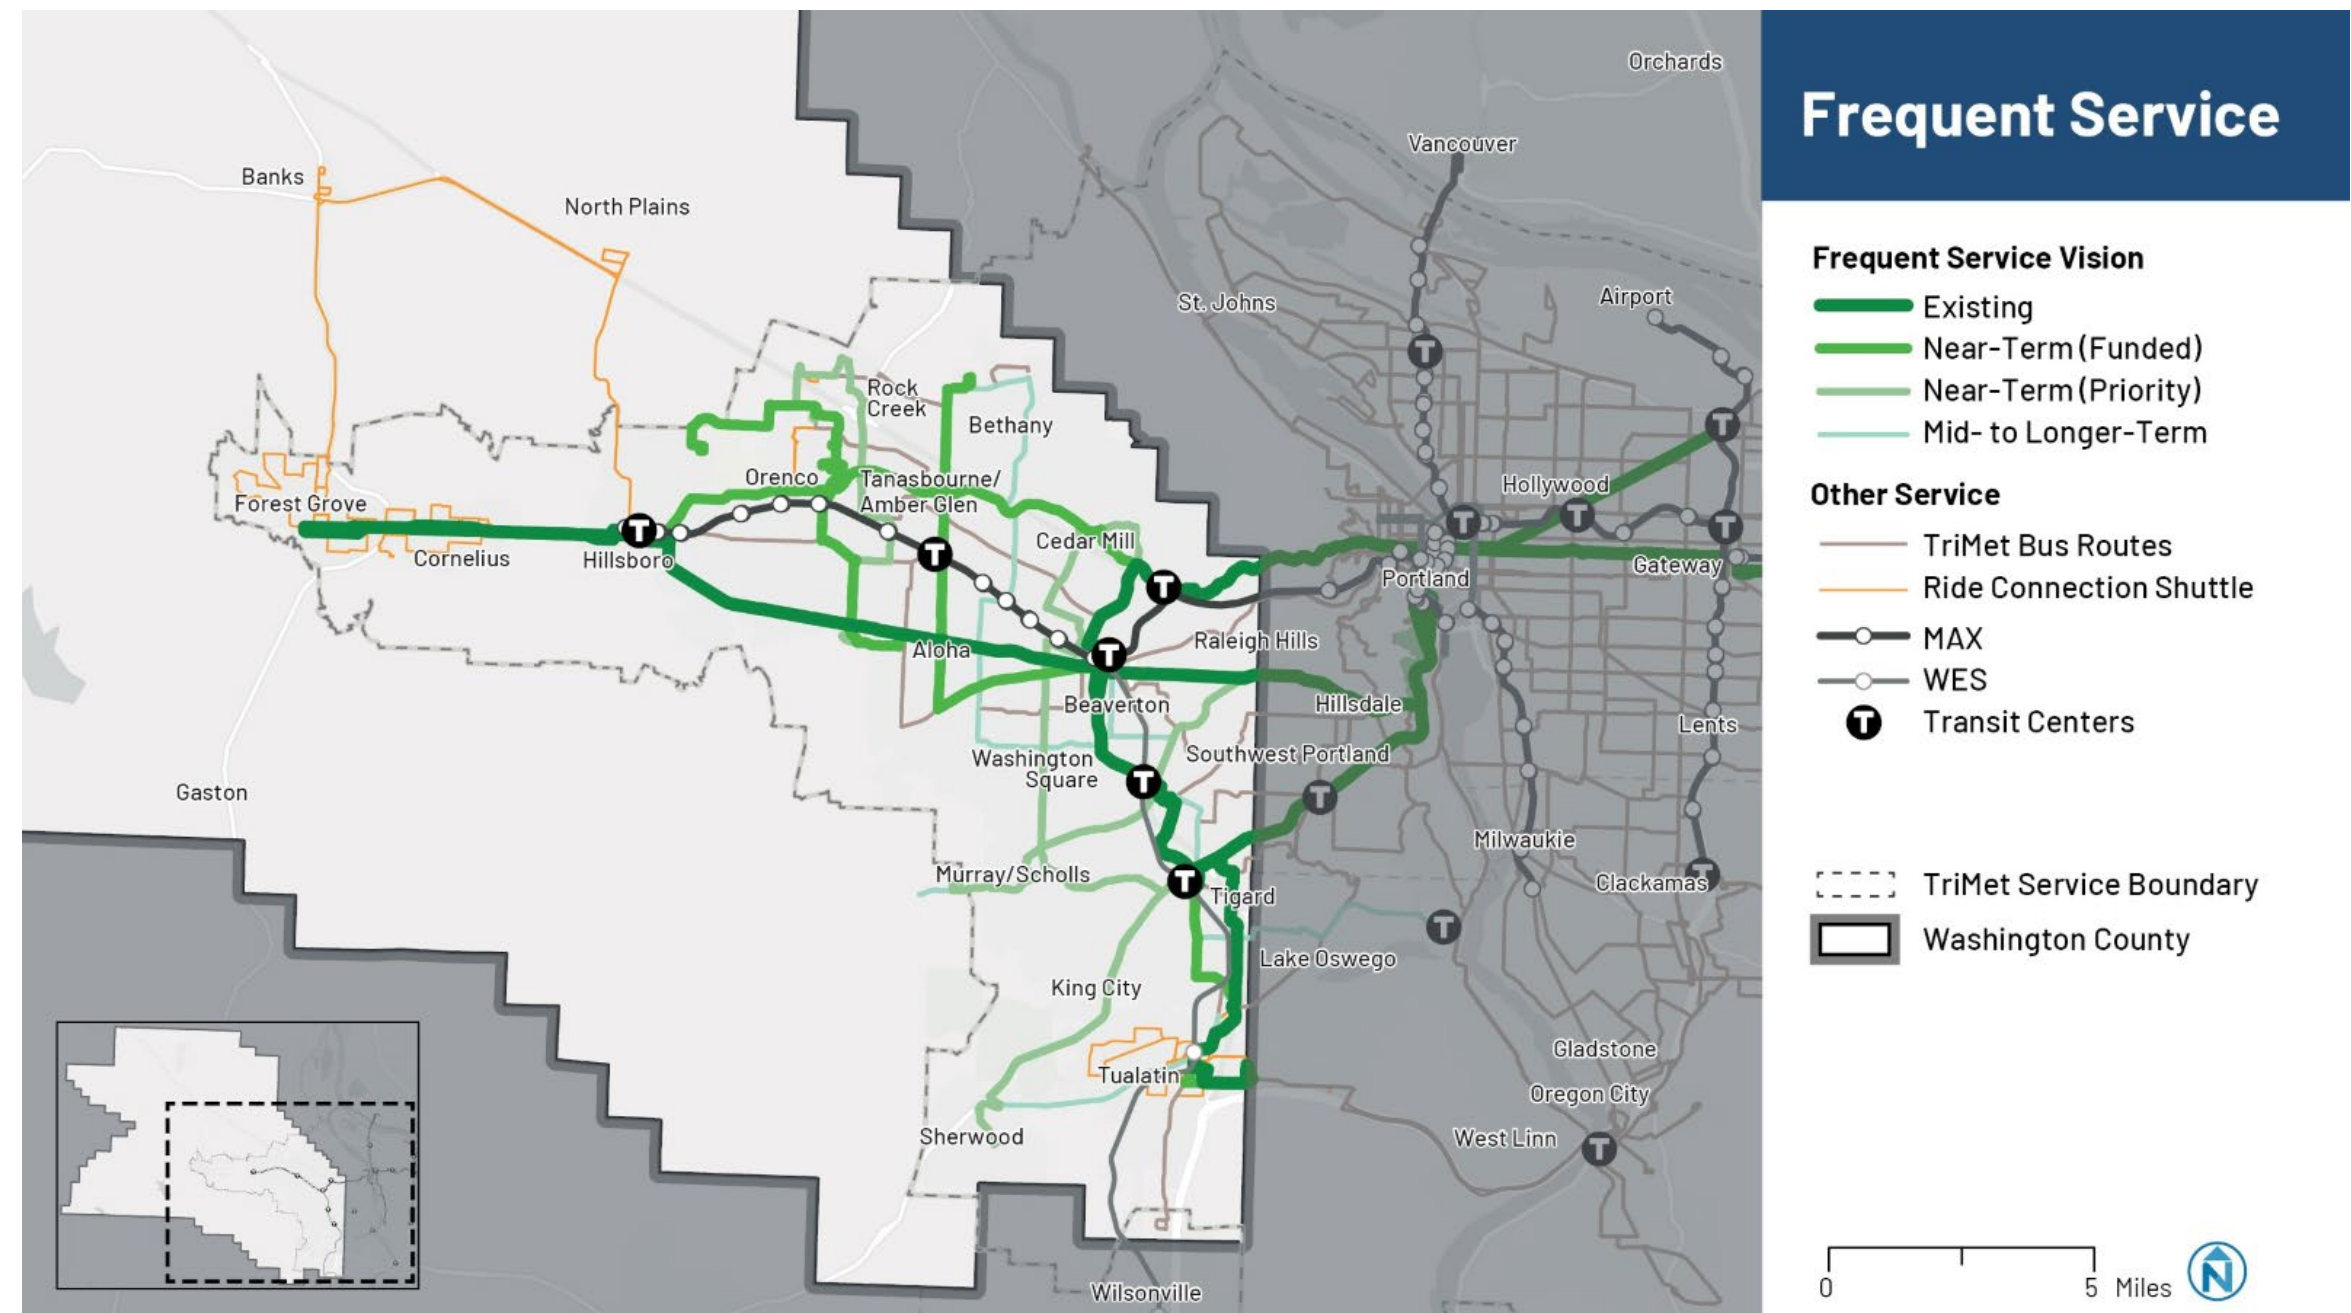 Frequent Service
Frequent Service Vision
Existing
Near-Term (Funded)
Near-Term (Priority)
Mid- to Longer-Term
Other Service
TriMet Bus Routes
Ride Connection Shuttle
MAX
WES
T
Transit Centers
TriMet Service Boundary
Washington County
0
5 Miles
N
Orchards
Vancouver
Banks
North Plains
Airport
St. Johns
T
Rock
Creek
T
Bethany
Orenco
Tanasbourne/
Amber Glen
Hollywood
Forest Grove
T
T
T
T
Cornelius
Hillsboro
T
Cedar Mill
T
Portland
Gateway
Aloha
T
Raleigh Hills
Beaverton
Hillsdale
Lents
Washington
Square
T
Southwest Portland
T
Gaston
Milwaukie
Murray/Scholls
T
Tigard
Clackamas
T
T
King City
Lake Oswego
Tualatin
Gladstone
Oregon City
Sherwood
West Linn
T
Wilsonville